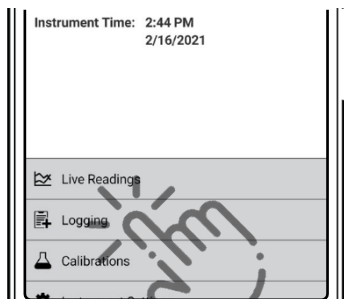 Instrument Time: 2:44 PM
2/16/2021
Live Readings
Logging
Calibrations